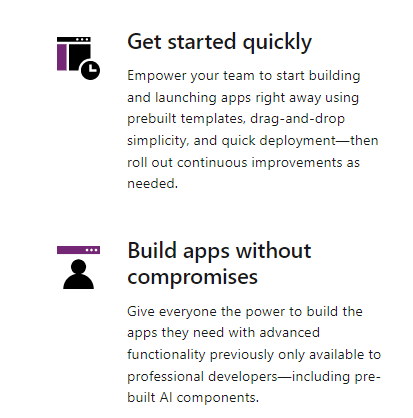 Get started quickly
Empower your team to start building
and launching apps right away using
prebuilt templates, drag-and-drop
simplicity, and quick deployment—then
roll out continuous improvements as
needed.
Build apps without
compromises
Give everyone the power to build the
apps they need with advanced
functionality previously only available to
professional developers—including pre-
built AI components.